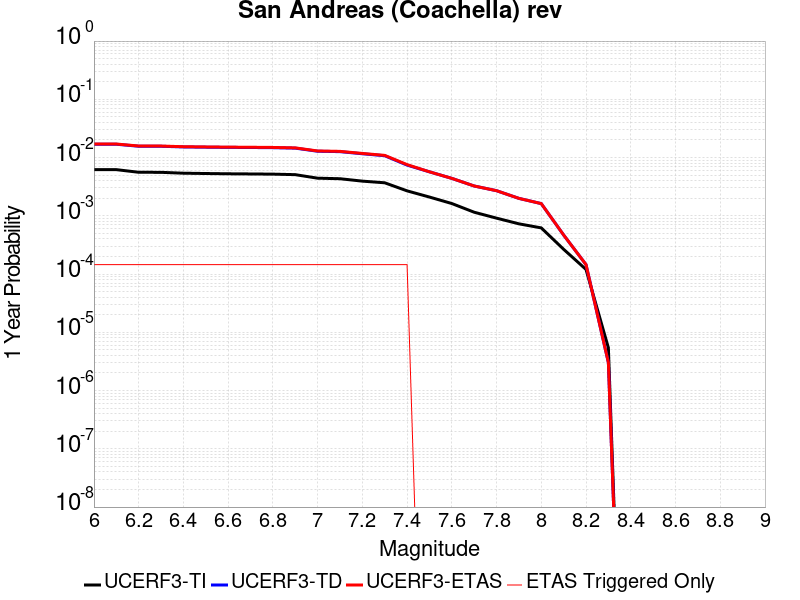 San Andreas (Coachella) rev
10^0
10^-1
10^-2
10^-3
10^-4
10^-5
10^-6
10^-7
10^-8
1 Year Probability
6 6.2 6.4 6.6 6.8 7 7.2 7.4 7.6 7.8 8 8.2 8.4 8.6 8.8 9
Magnitude
UCERF3-TI UCERF3-TD UCERF3-ETAS ETAS Triggered Only